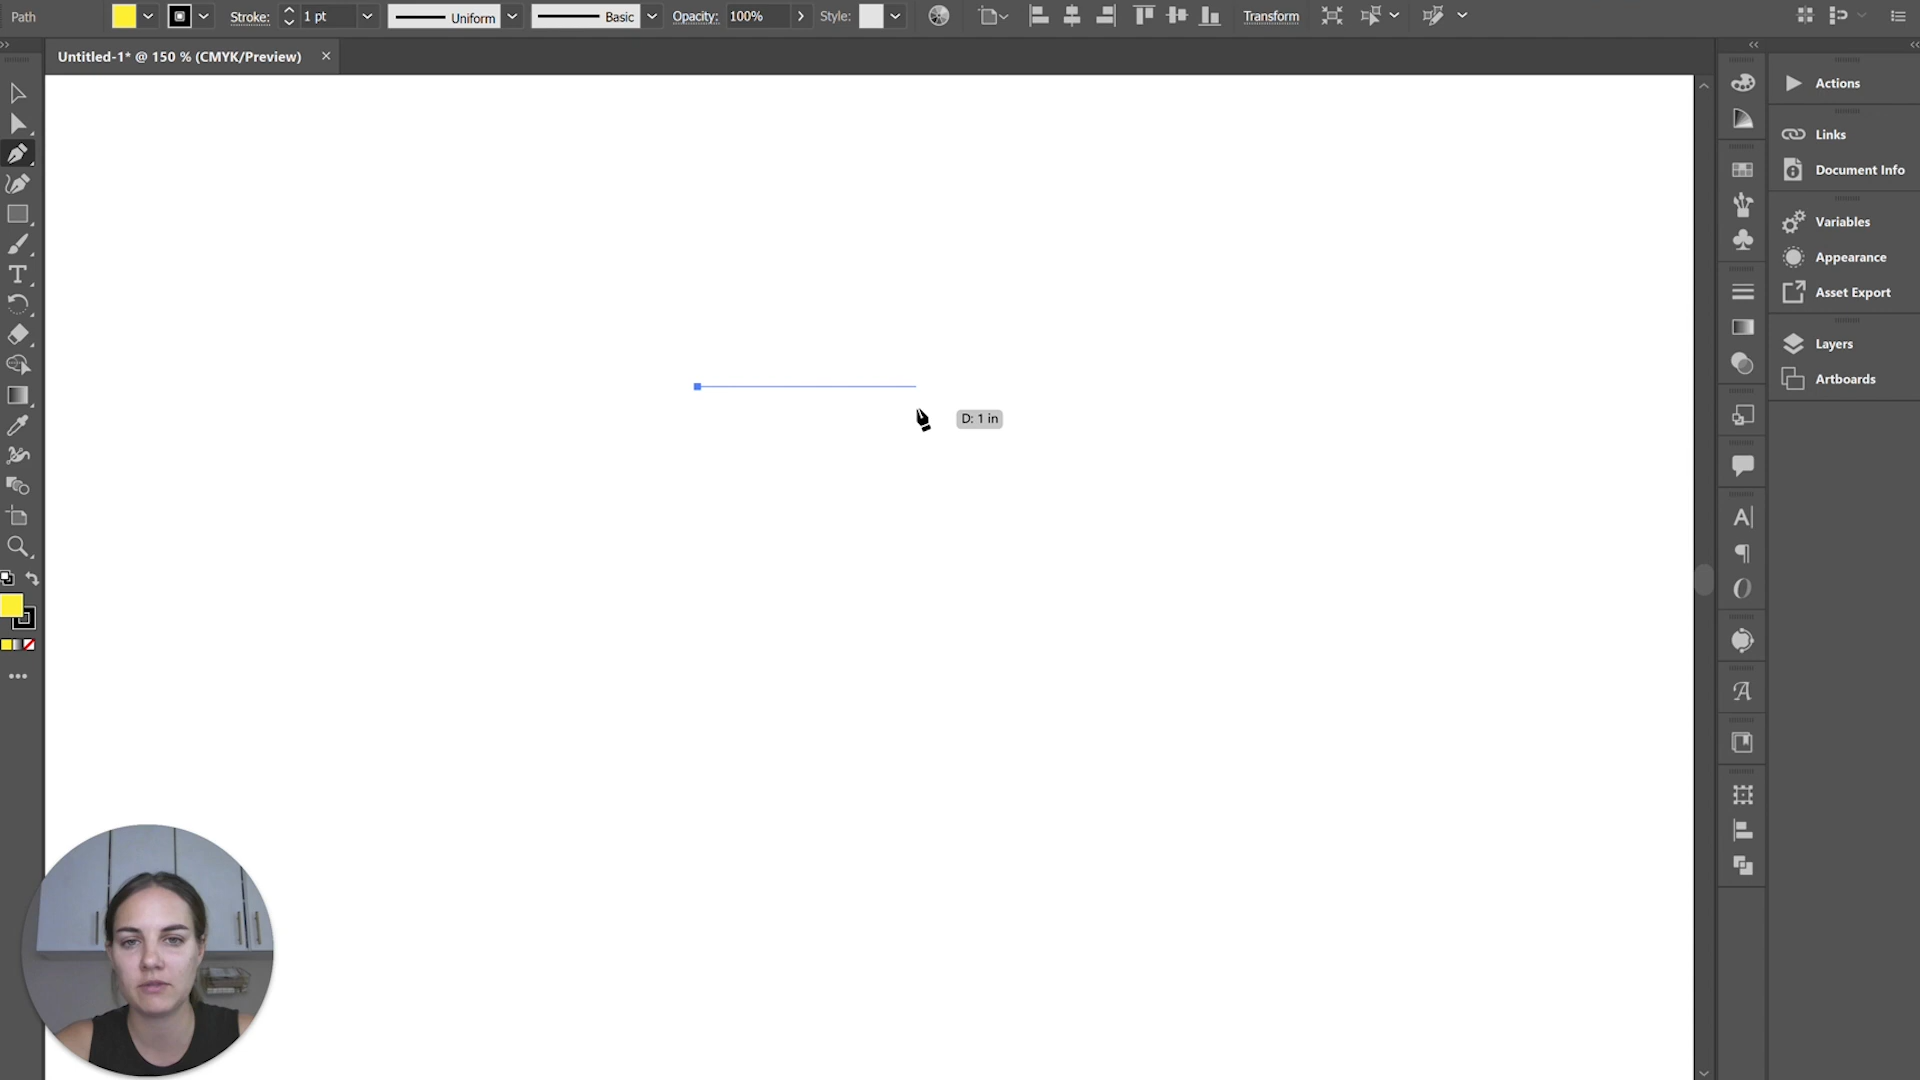 Path
Stroke: 1 pt Uniform Basic Opacity: 100% Style: Transform
Untitled-1* @ 150 % (CMYK/Preview) ×
Actions
Links
Document Info
Variables
Appearance
Asset Export
Layers
Artboards
D: 1 in